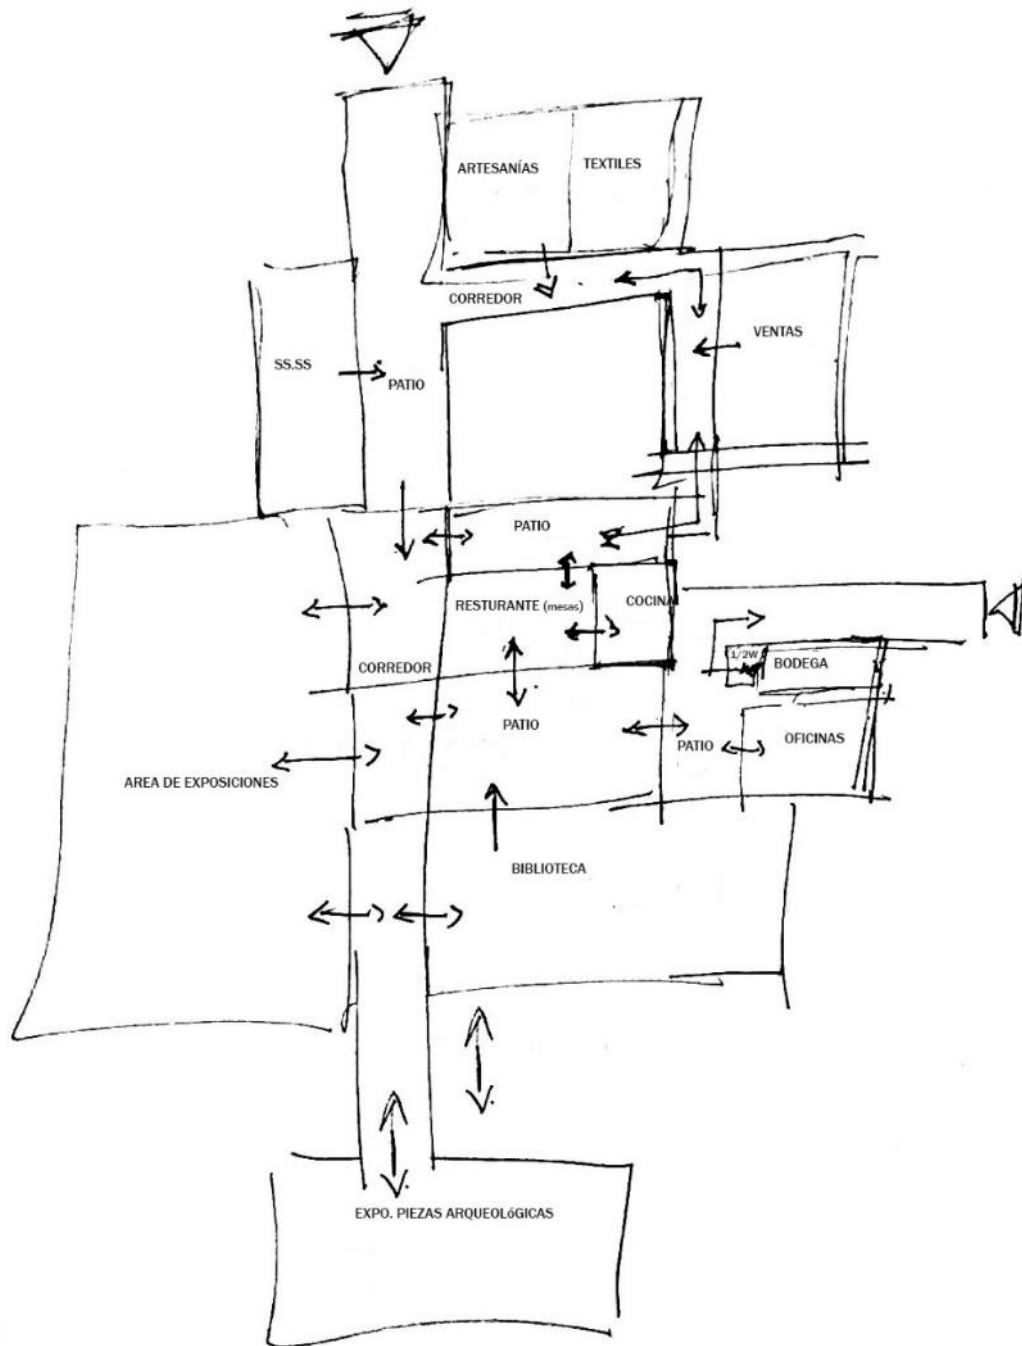 ARTESANÍAS
TEXTILES
CORREDOR
VENTAS
SS.SS
PATIO
PATIO
RESTURANTE (mesas)
COCINA
CORREDOR
1/2W
BODEGA
PATIO
PATIO
OFICINAS
AREA DE EXPOSICIONES
BIBLIOTECA
EXPO. PIEZAS ARQUEOLóGICAS